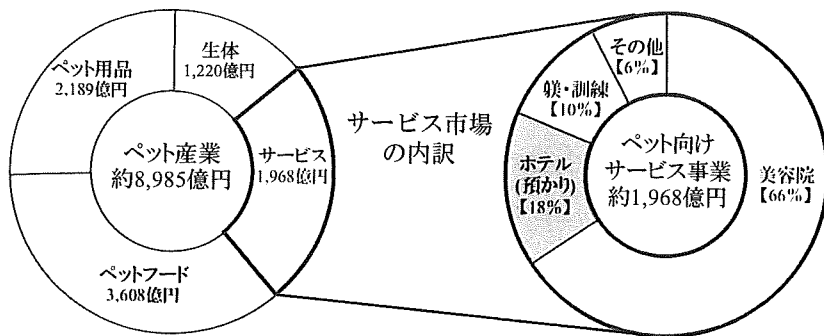 生体
1,220億円
ペット用品
2,189億円
ペット産業
約8,985億円
サービス
1,968億円
ペットフード
3,608億円
サービス市場
の内訳
その他
【6%】
躾・訓練
【10%】
ホテル
(預かり)
【18%】
ペット向け
サービス事業
約1,968億円
美容院
【66%】